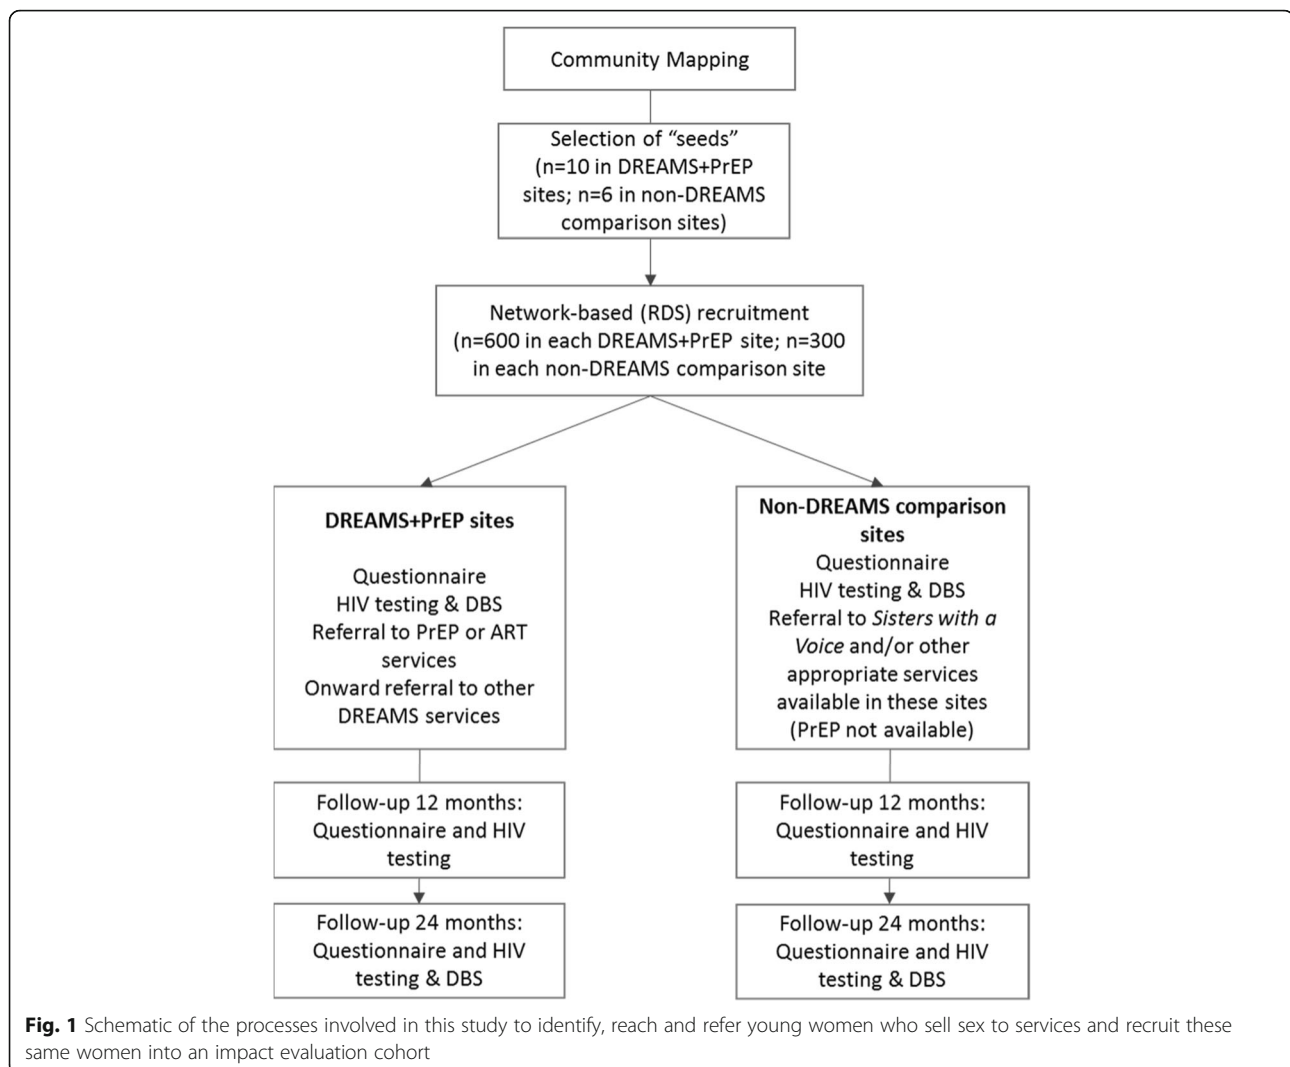 Community Mapping
Selection of “seeds”
(n=10 in DREAMS+PrEP
sites; n=6 in non-DREAMS
comparison sites)
Network-based (RDS) recruitment
(n=600 in each DREAMS+PrEP site; n=300
in each non-DREAMS comparison site
DREAMS+PrEP sites
Questionnaire
HIV testing & DBS
Referral to PrEP or ART
services
Onward referral to other
DREAMS services
Non-DREAMS comparison
sites
Questionnaire
HIV testing & DBS
Referral to Sisters with a
Voice and/or other
appropriate services
available in these sites
(PrEP not available)
Follow-up 12 months:
Questionnaire and HIV
testing
Follow-up 12 months:
Questionnaire and HIV
testing
Follow-up 24 months:
Questionnaire and HIV
testing & DBS
Follow-up 24 months:
Questionnaire and HIV
testing & DBS
Fig. 1 Schematic of the processes involved in this study to identify, reach and refer young women who sell sex to services and recruit these
same women into an impact evaluation cohort